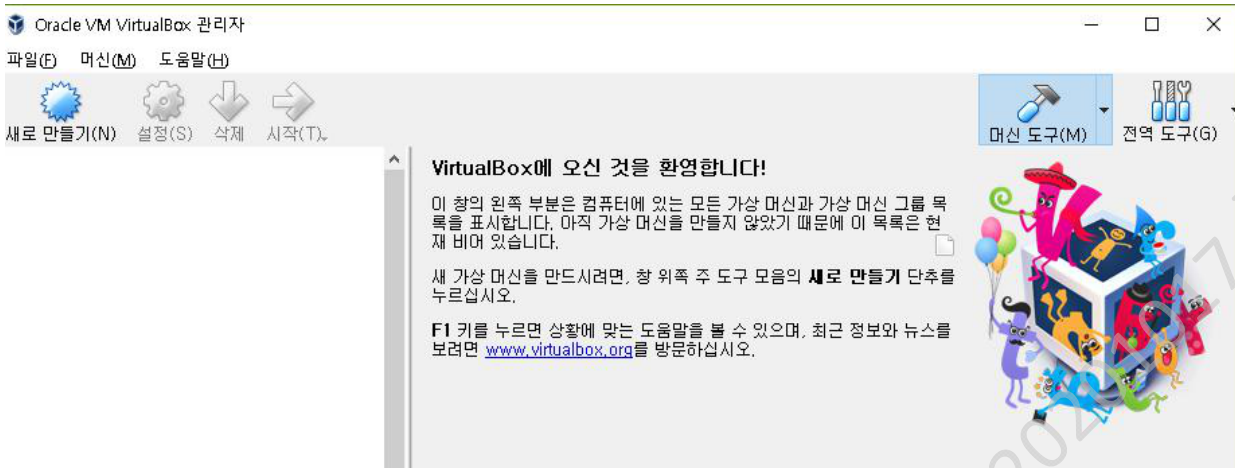 Oracle VM VirtualBox 관리자
파일(F) 머신(M) 도움말(H)
새로 만들기(N) 설정(S) 삭제 시작(T) 머신 도구(M) 전역 도구(G)
VirtualBox에 오신 것을 환영합니다!
이 창의 왼쪽 부분은 컴퓨터에 있는 모든 가상 머신과 가상 머신 그룹 목
록을 표시합니다. 아직 가상 머신을 만들지 않았기 때문에 이 목록은 현
재 비어 있습니다.
새 가상 머신을 만드시려면, 창 위쪽 주 도구 모음의 새로 만들기 단추를
누르십시오.
F1 키를 누르면 상황에 맞는 도움말을 볼 수 있으며, 최근 정보와 뉴스를
보려면 www.virtualbox.org를 방문하십시오.